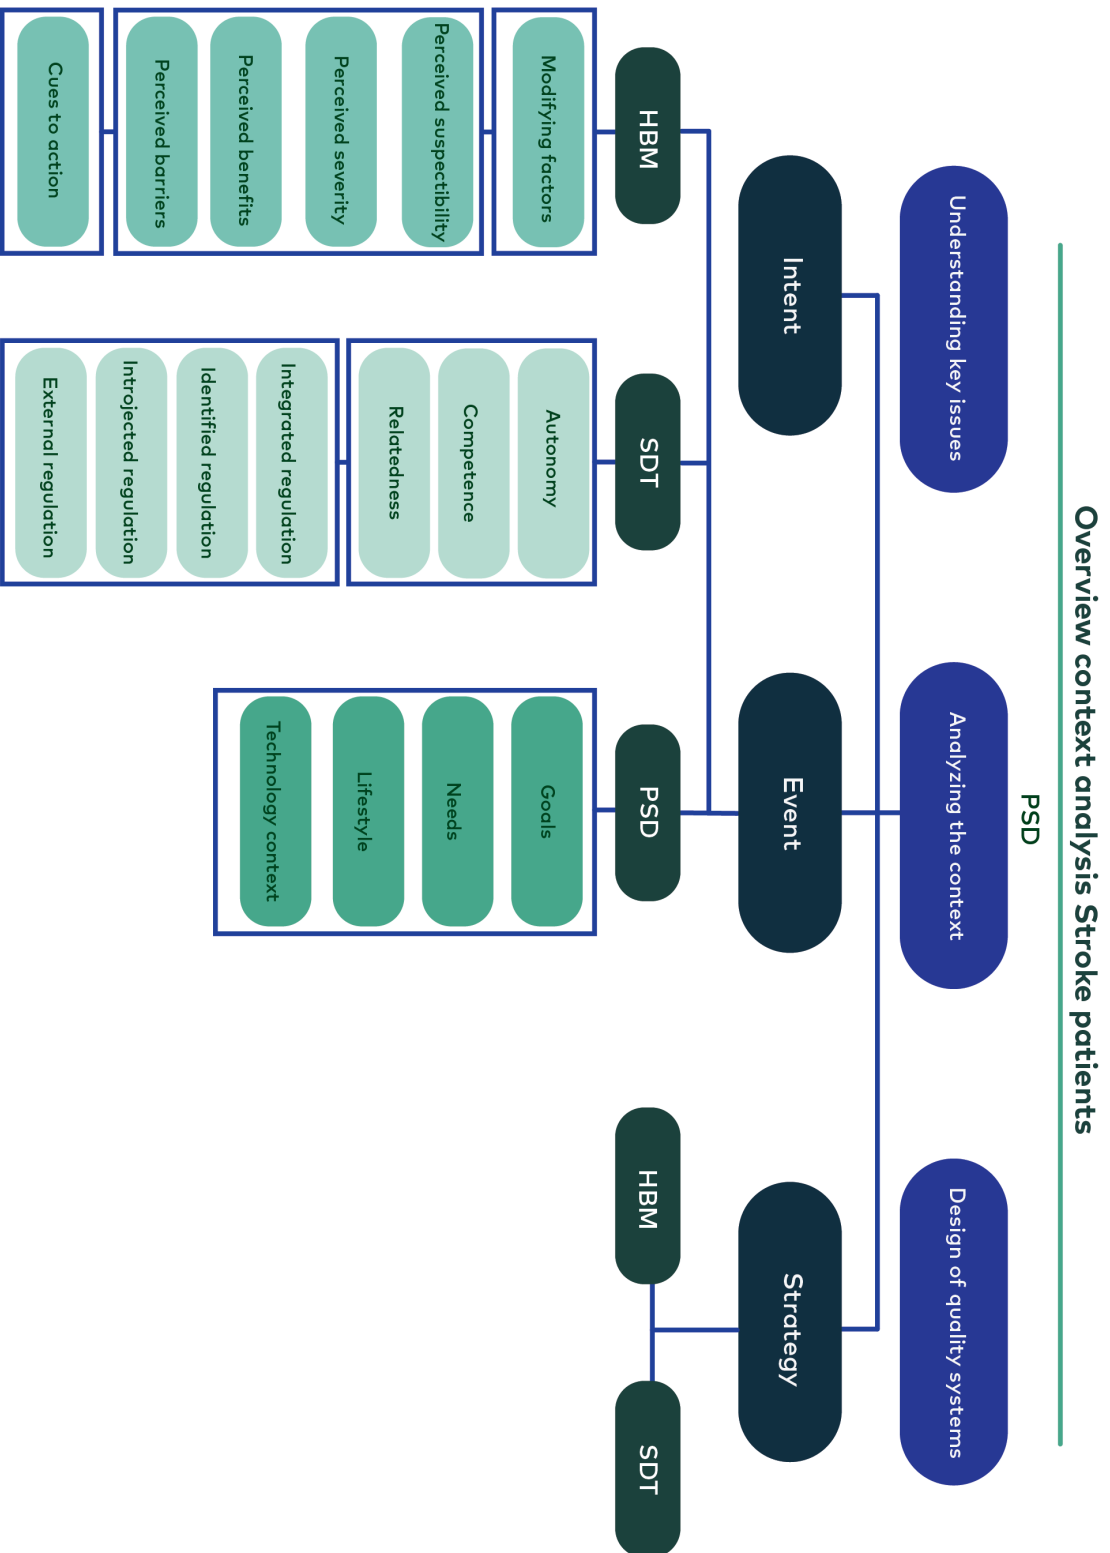 Overview context analysis Stroke patients
PSD
Understanding key issues
Analyzing the context
Design of quality systems
Intent
Event
Strategy
HBM
SDT
PSD
HBM
SDT
Modifying factors
Perceived suspectibility
Perceived severity
Perceived benefits
Perceived barriers
Cues to action
Autonomy
Competence
Relatedness
Integrated regulation
Identified regulation
Introjected regulation
External regulation
Goals
Needs
Lifestyle
Technology context